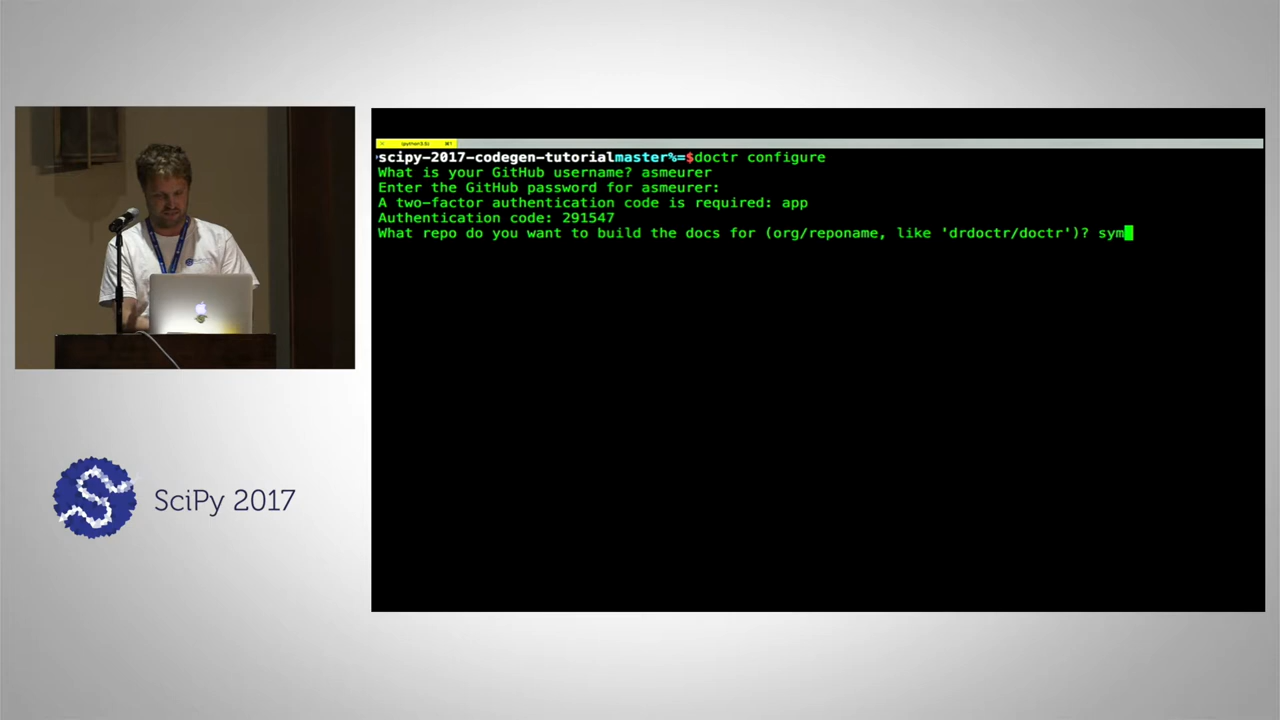 scipy-2017-codegen-tutorialmaster%=$doctr configure
What is your GitHub username? asmeurer
Enter the GitHub password for asmeurer:
A two-factor authentication code is required: app
Authentication code: 291547
What repo do you want to build the docs for (org/reponame, like 'drdoctr/doctr')? sym
SciPy 2017